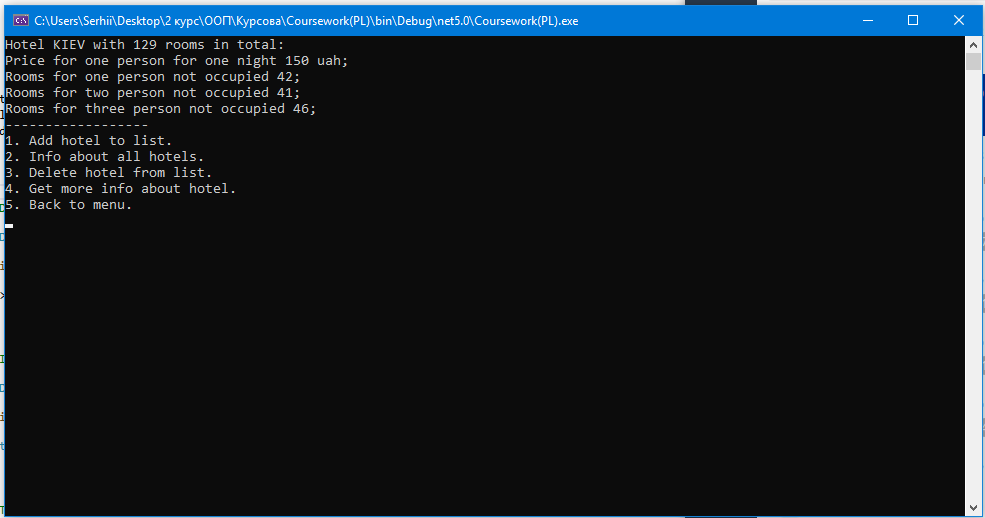 C:\Users\Serhii\Desktop\2 курс\ООП\Курсова\Coursework(PL)\bin\Debug\net5.0\Coursework(PL).exe
Hotel KIEV with 129 rooms in total:
Price for one person for one night 150 uah;
Rooms for one person not occupied 42;
Rooms for two person not occupied 41;
Rooms for three person not occupied 46;
------------------
1. Add hotel to list.
2. Info about all hotels.
3. Delete hotel from list.
4. Get more info about hotel.
5. Back to menu.